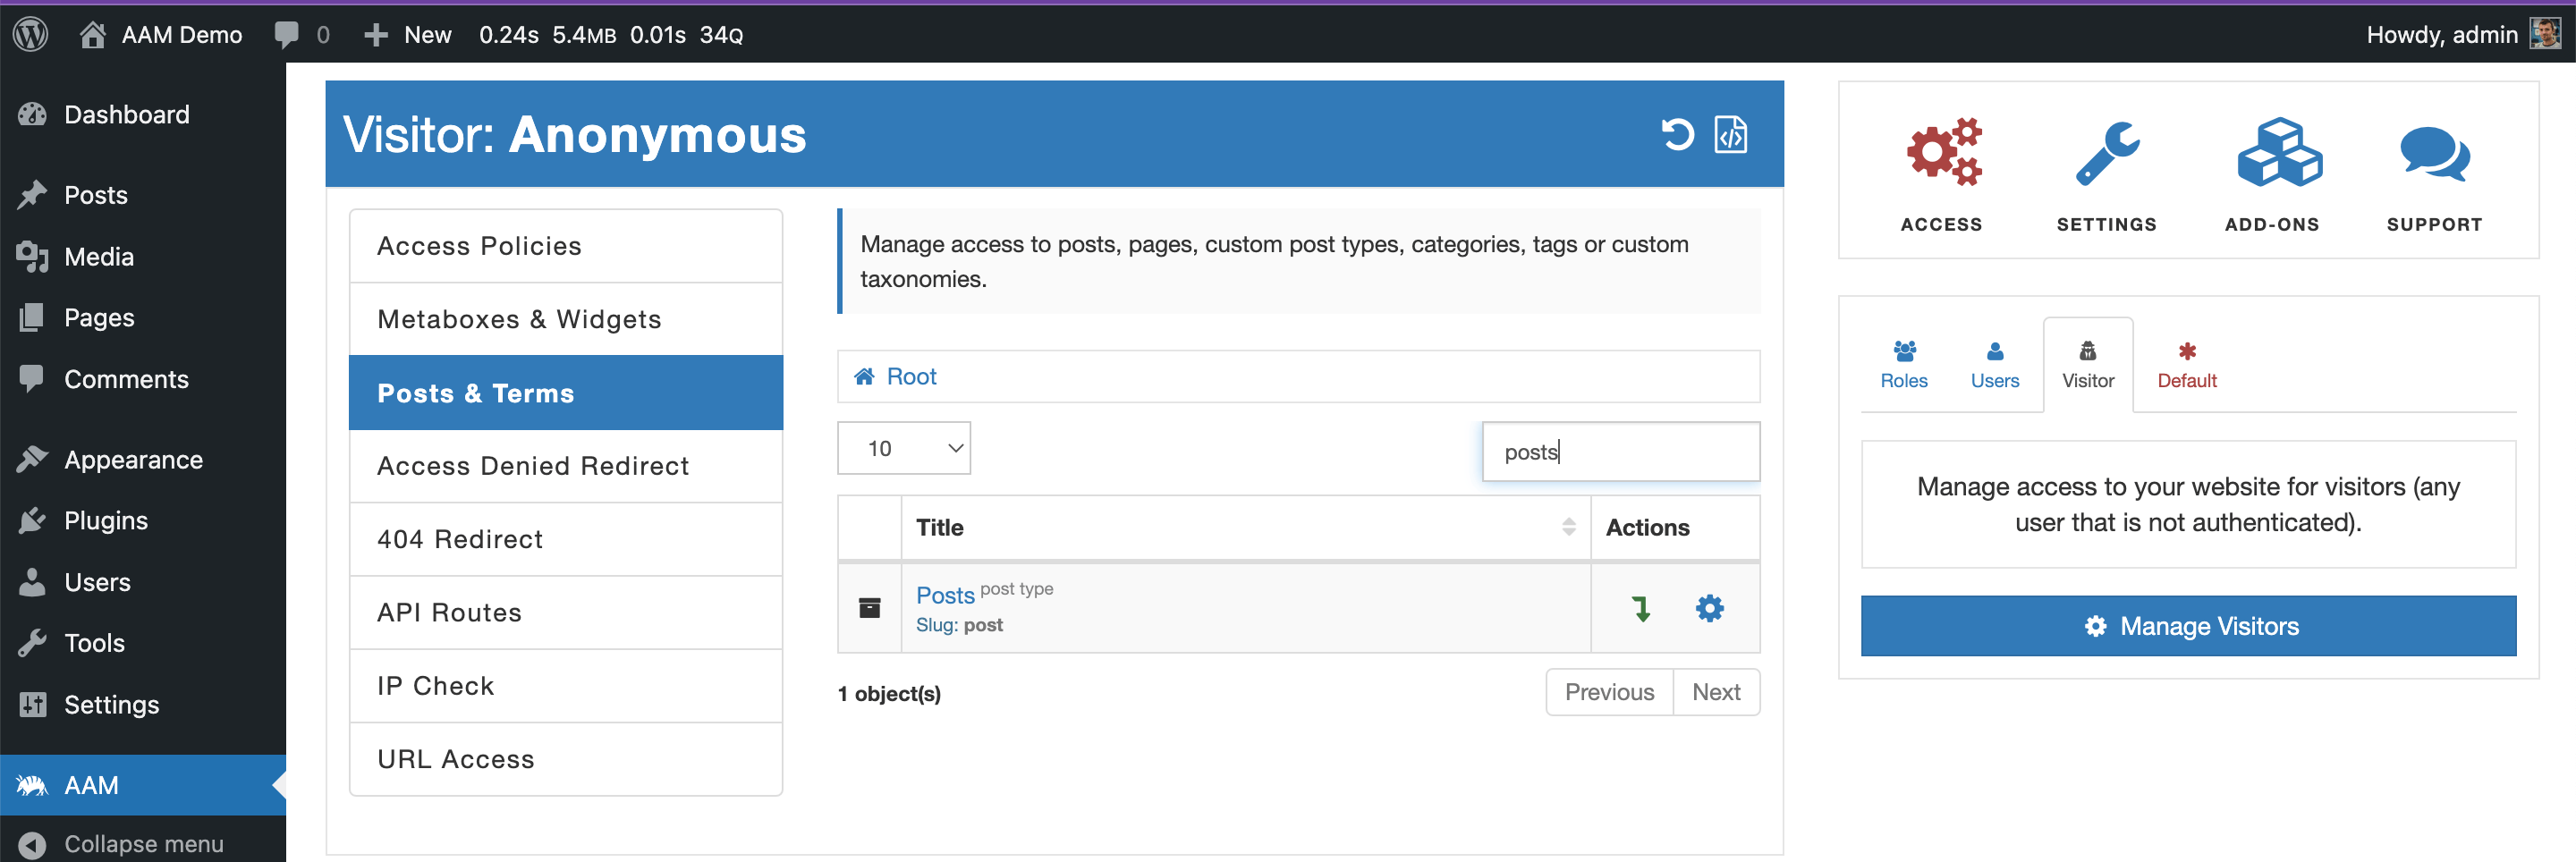 AAM Demo 0 New 0.24s 5.4MB 0.01s 34Q
Howdy, admin
Dashboard
Posts
Media
Pages
Comments
Appearance
Plugins
Users
Tools
Settings
AAM
Collapse menu
Visitor: Anonymous
Access Policies
Metaboxes & Widgets
Posts & Terms
Access Denied Redirect
404 Redirect
API Routes
IP Check
URL Access
Manage access to posts, pages, custom post types, categories, tags or custom
taxonomies.
Root
10
posts
Title Actions
Posts post type
Slug: post
1 object(s)
Previous Next
ACCESS SETTINGS ADD-ONS SUPPORT
Roles Users Visitor Default
Manage access to your website for visitors (any
user that is not authenticated).
Manage Visitors